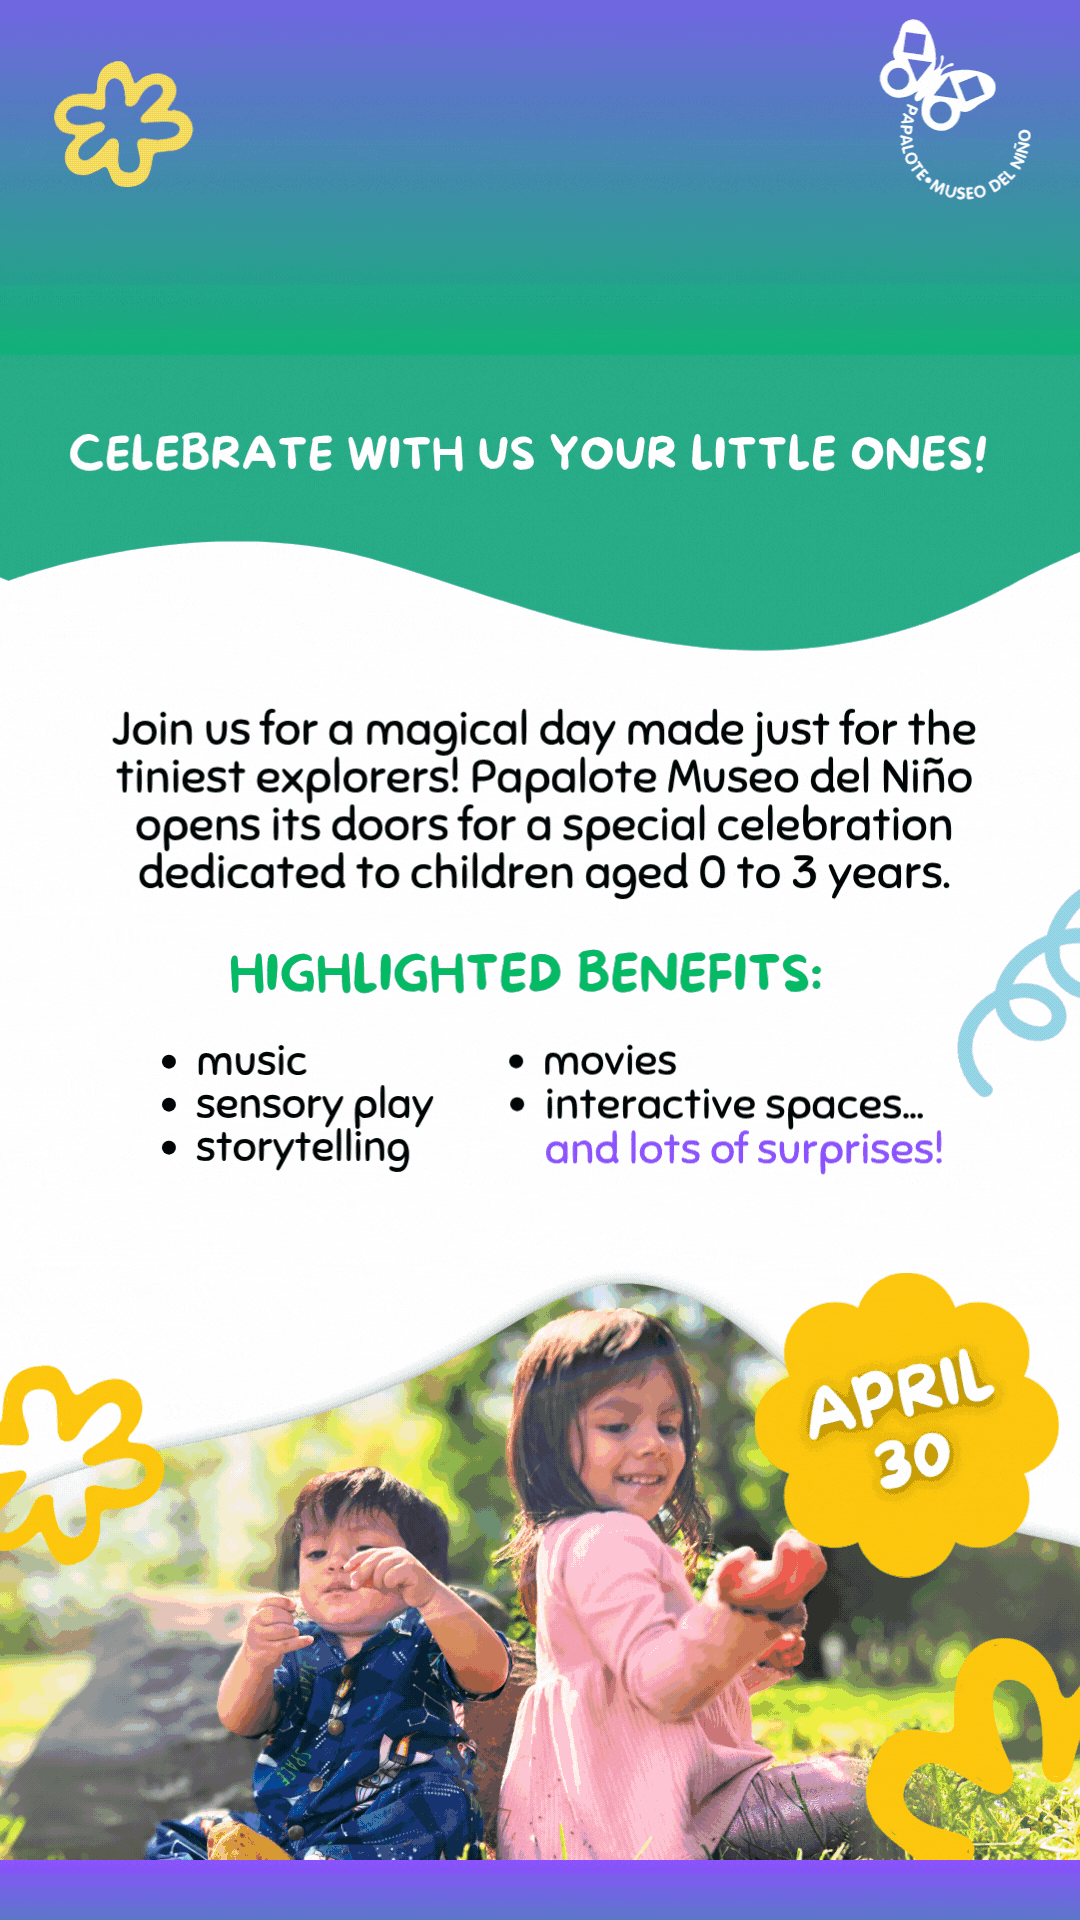 PAPALOTE•MUSEO DEL NIÑO
CELEBRATE WITH US YOUR LITTLE ONES!
Join us for a magical day made just for the
tiniest explorers! Papalote Museo del Niño
opens its doors for a special celebration
dedicated to children aged 0 to 3 years.
HIGHLIGHTED BENEFITS:
• music
• sensory play
• storytelling
• movies
• interactive spaces...
and lots of surprises!
APRIL
30
SPACE